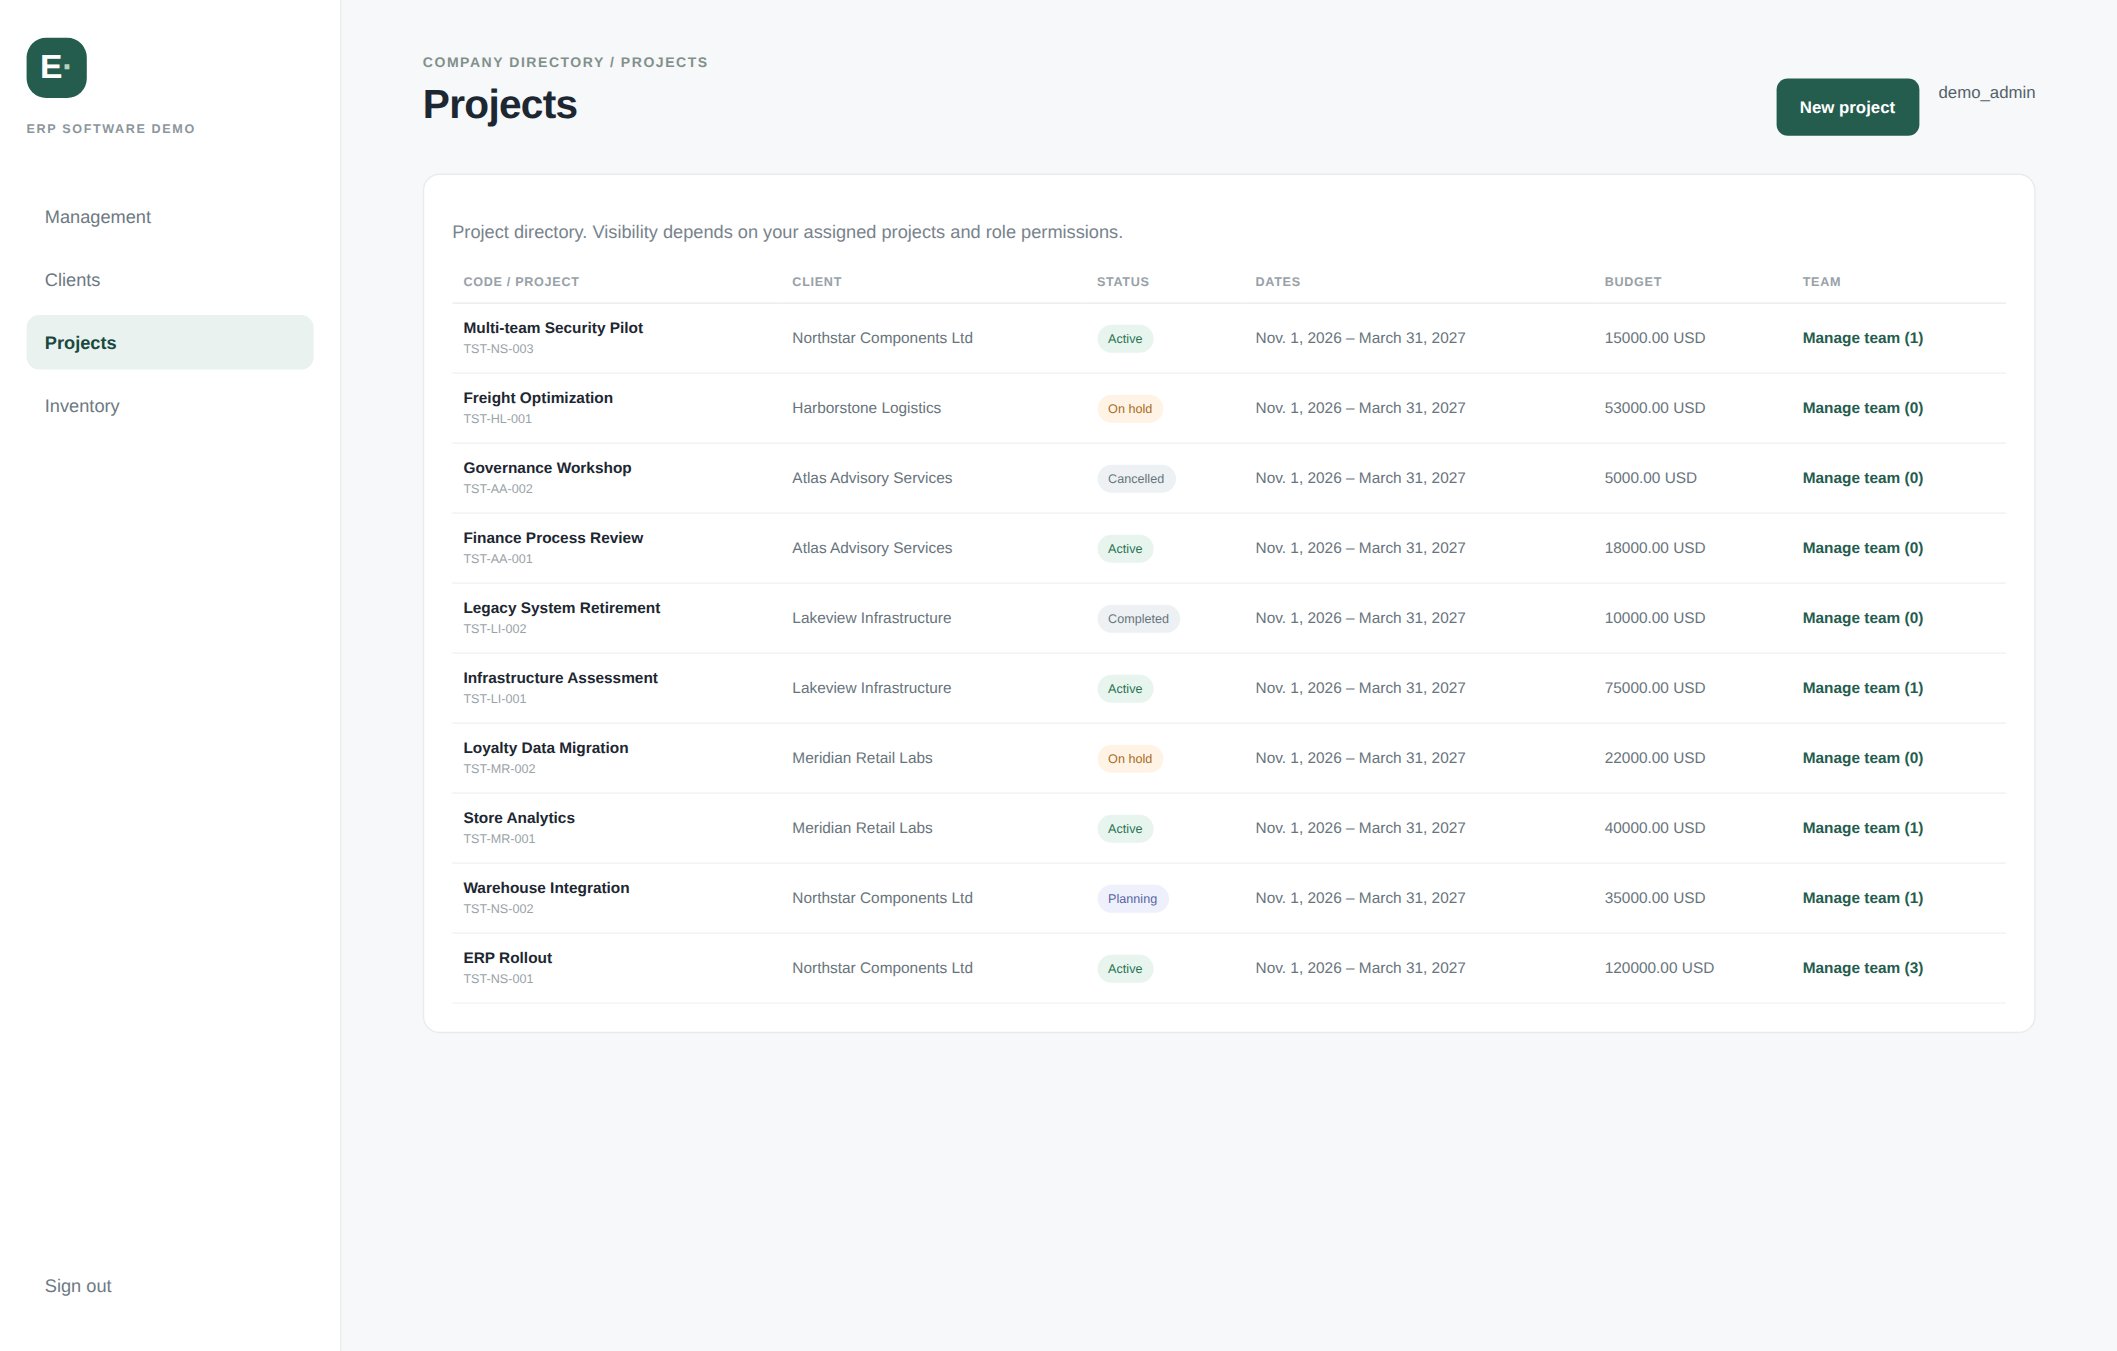 E·
ERP SOFTWARE DEMO
Management
Clients
Projects
Inventory
Sign out
COMPANY DIRECTORY / PROJECTS
Projects
New project
demo_admin
Project directory. Visibility depends on your assigned projects and role permissions.
CODE / PROJECT CLIENT STATUS DATES BUDGET TEAM
Multi-team Security Pilot
TST-NS-003
Northstar Components Ltd Active Nov. 1, 2026 – March 31, 2027 15000.00 USD Manage team (1)
Freight Optimization
TST-HL-001
Harborstone Logistics On hold Nov. 1, 2026 – March 31, 2027 53000.00 USD Manage team (0)
Governance Workshop
TST-AA-002
Atlas Advisory Services Cancelled Nov. 1, 2026 – March 31, 2027 5000.00 USD Manage team (0)
Finance Process Review
TST-AA-001
Atlas Advisory Services Active Nov. 1, 2026 – March 31, 2027 18000.00 USD Manage team (0)
Legacy System Retirement
TST-LI-002
Lakeview Infrastructure Completed Nov. 1, 2026 – March 31, 2027 10000.00 USD Manage team (0)
Infrastructure Assessment
TST-LI-001
Lakeview Infrastructure Active Nov. 1, 2026 – March 31, 2027 75000.00 USD Manage team (1)
Loyalty Data Migration
TST-MR-002
Meridian Retail Labs On hold Nov. 1, 2026 – March 31, 2027 22000.00 USD Manage team (0)
Store Analytics
TST-MR-001
Meridian Retail Labs Active Nov. 1, 2026 – March 31, 2027 40000.00 USD Manage team (1)
Warehouse Integration
TST-NS-002
Northstar Components Ltd Planning Nov. 1, 2026 – March 31, 2027 35000.00 USD Manage team (1)
ERP Rollout
TST-NS-001
Northstar Components Ltd Active Nov. 1, 2026 – March 31, 2027 120000.00 USD Manage team (3)